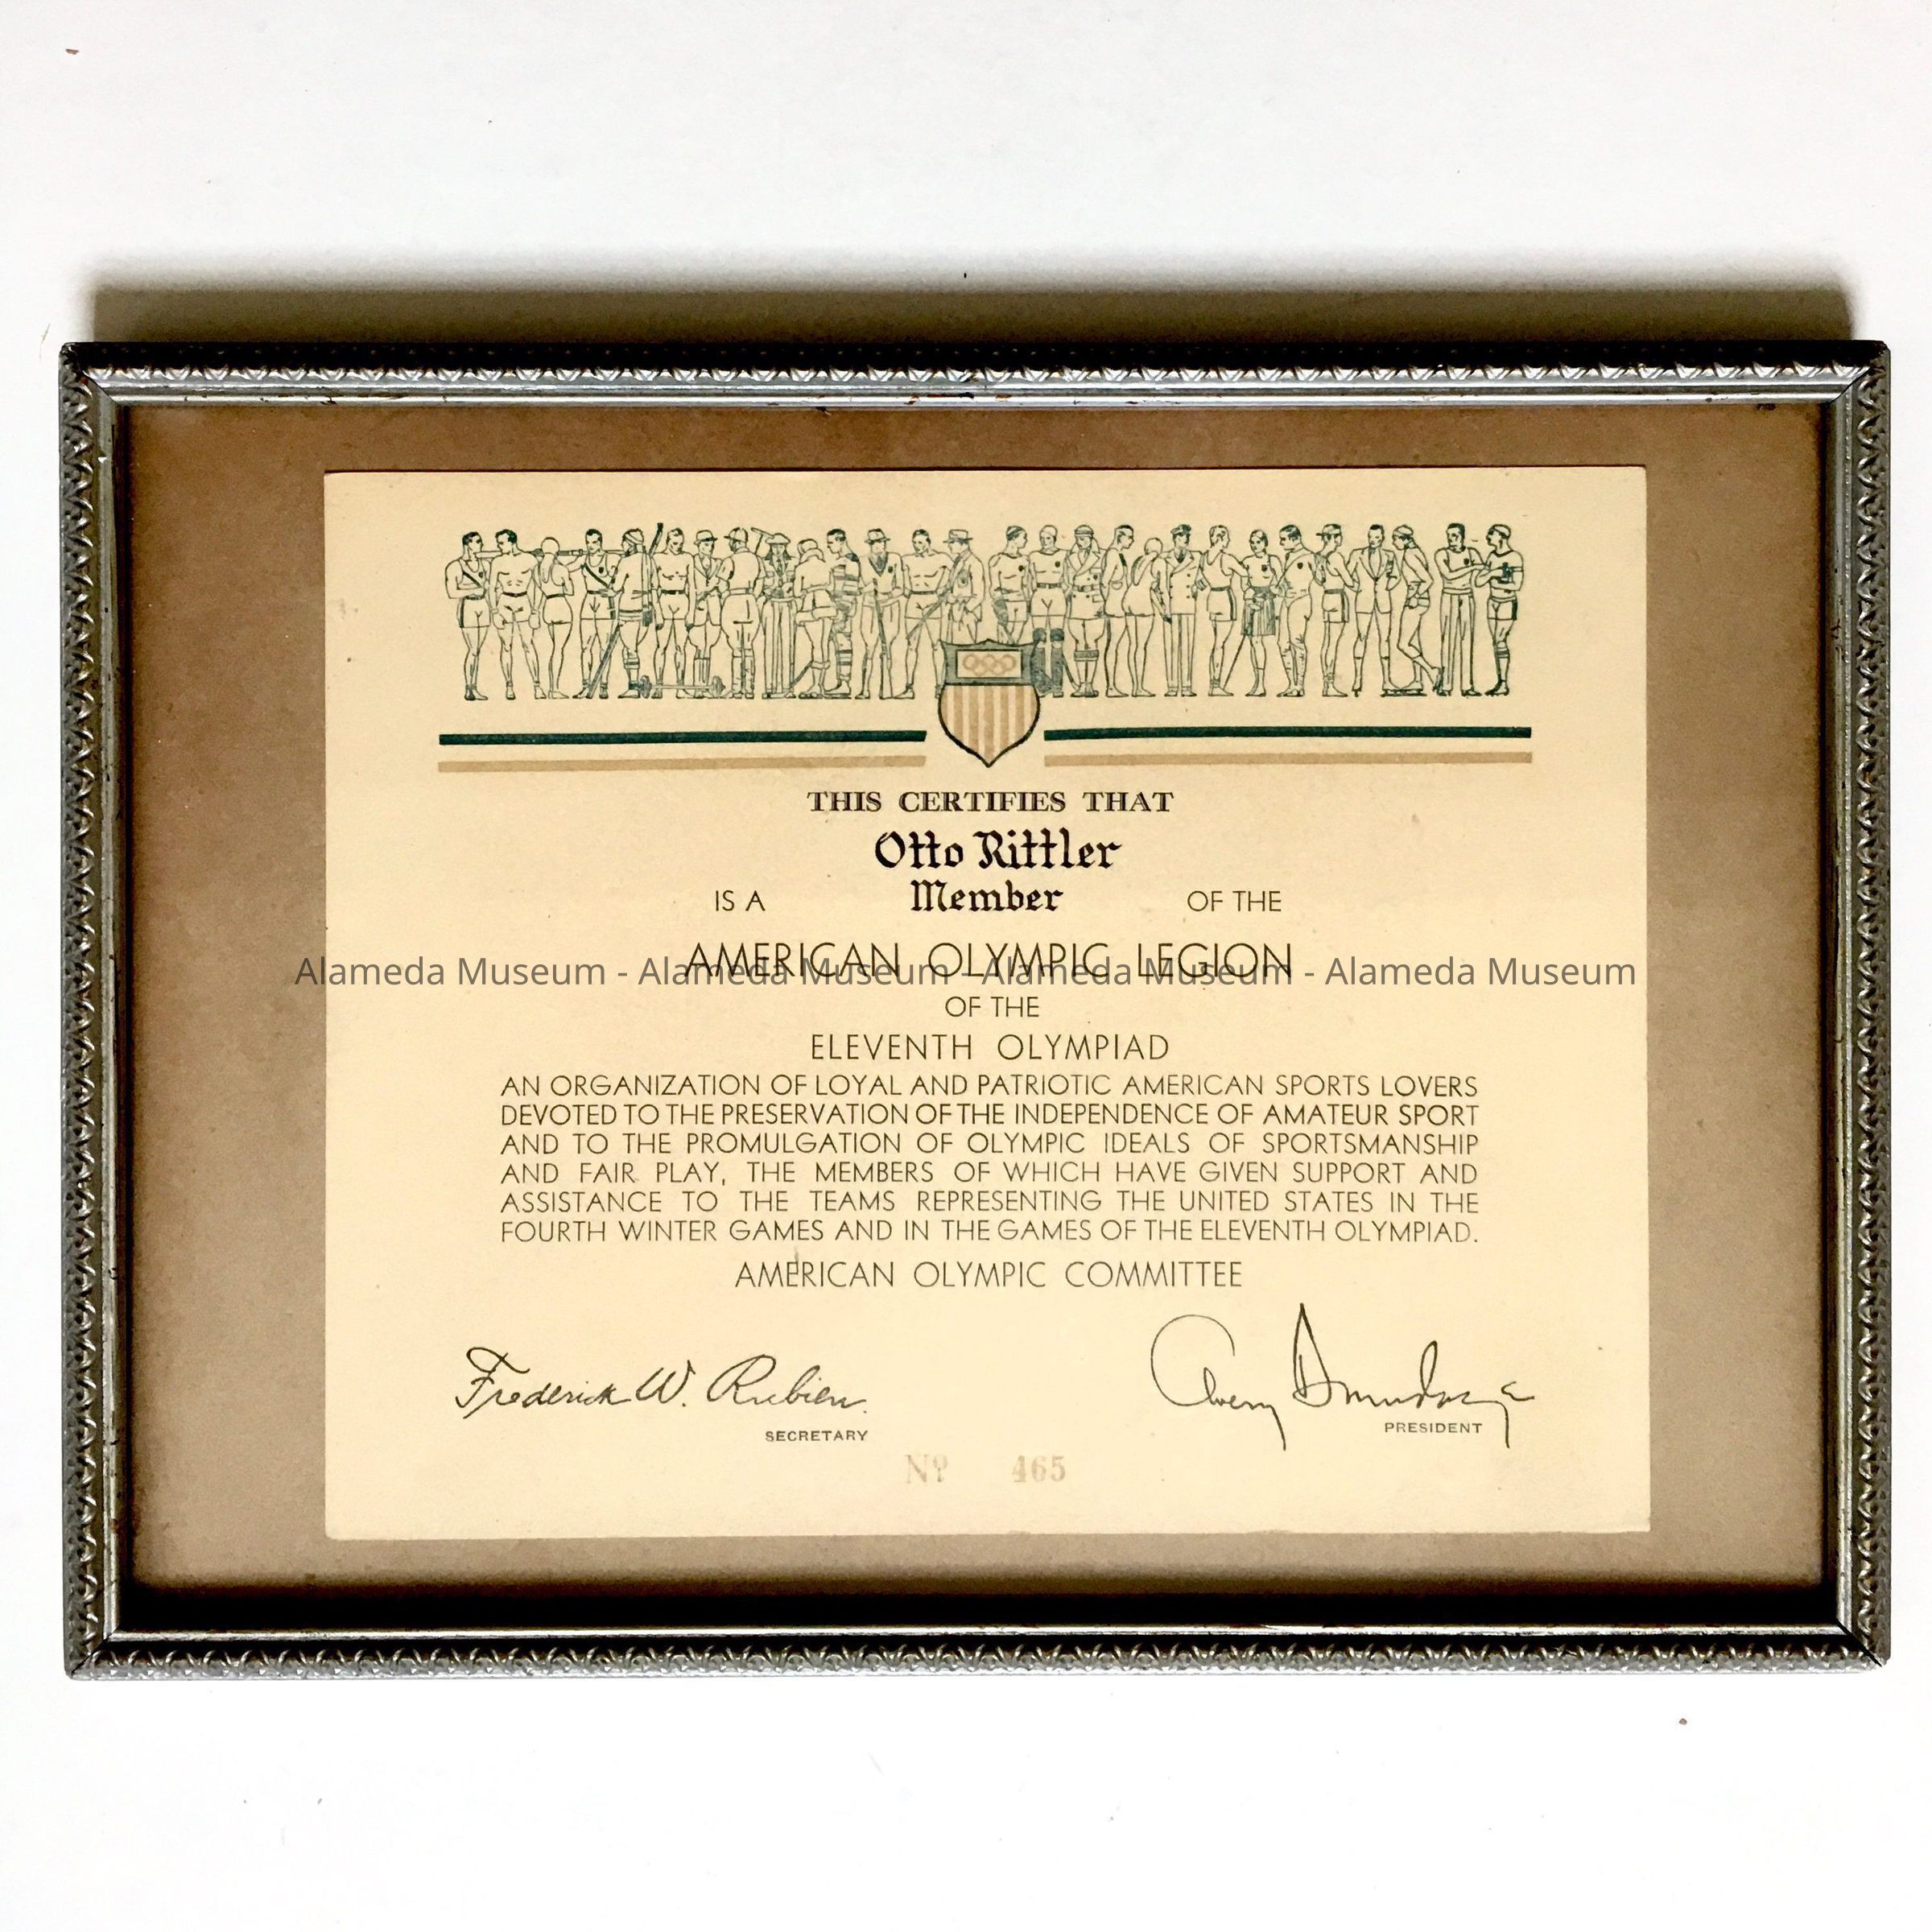 THIS CERTIFIES THAT
Otto Rittler
IS A Member OF THE
AMERICAN OLYMPIC LEGION
Alameda Museum - Alameda Museum - Alameda Museum - Alameda Museum
OF THE
ELEVENTH OLYMPIAD
AN ORGANIZATION OF LOYAL AND PATRIOTIC AMERICAN SPORTS LOVERS
DEVOTED TO THE PRESERVATION OF THE INDEPENDENCE OF AMATEUR SPORT
AND TO THE PROMULGATION OF OLYMPIC IDEALS OF SPORTSMANSHIP
AND FAIR PLAY, THE MEMBERS OF WHICH HAVE GIVEN SUPPORT AND
ASSISTANCE TO THE TEAMS REPRESENTING THE UNITED STATES IN THE
FOURTH WINTER GAMES AND IN THE GAMES OF THE ELEVENTH OLYMPIAD.
AMERICAN OLYMPIC COMMITTEE
Frederick W. Rubien.
SECRETARY
Avery Brundage
PRESIDENT
Nº 465